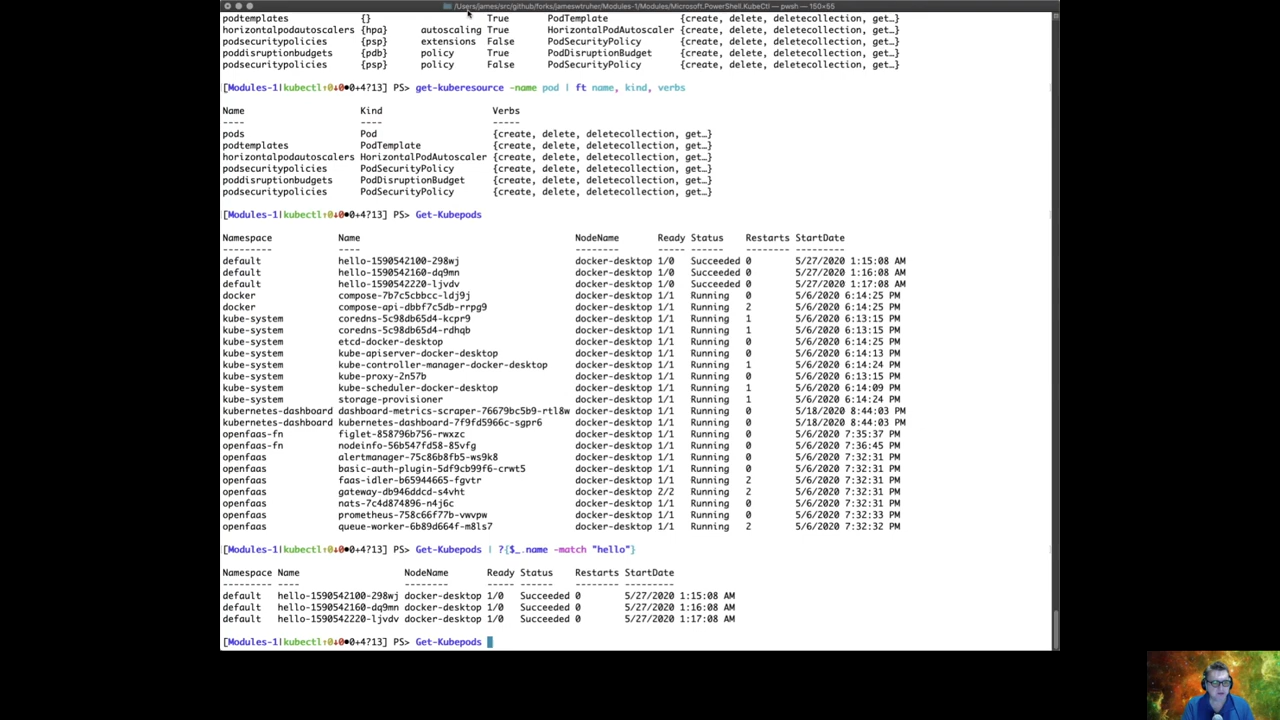 /Users/james/src/github/forks/jameswtruher/Modules-1/Modules/Microsoft.PowerShell.KubeCtl — pwsh — 150×55
podtemplates {} True PodTemplate {create, delete, deletecollection, get…}
horizontalpodautoscalers {hpa} autoscaling True HorizontalPodAutoscaler {create, delete, deletecollection, get…}
podsecuritypolicies {psp} extensions False PodSecurityPolicy {create, delete, deletecollection, get…}
poddisruptionbudgets {pdb} policy True PodDisruptionBudget {create, delete, deletecollection, get…}
podsecuritypolicies {psp} policy False PodSecurityPolicy {create, delete, deletecollection, get…}
[Modules-1|kubectl↑0↓0●0+4?13] PS> get-kuberesource -name pod | ft name, kind, verbs
Name Kind Verbs
---- ---- -----
pods Pod {create, delete, deletecollection, get…}
podtemplates PodTemplate {create, delete, deletecollection, get…}
horizontalpodautoscalers HorizontalPodAutoscaler {create, delete, deletecollection, get…}
podsecuritypolicies PodSecurityPolicy {create, delete, deletecollection, get…}
poddisruptionbudgets PodDisruptionBudget {create, delete, deletecollection, get…}
podsecuritypolicies PodSecurityPolicy {create, delete, deletecollection, get…}
[Modules-1|kubectl↑0↓0●0+4?13] PS> Get-Kubepods
Namespace Name NodeName Ready Status Restarts StartDate
--------- ---- -------- ----- ------ -------- ---------
default hello-1590542100-298wj docker-desktop 1/0 Succeeded 0 5/27/2020 1:15:08 AM
default hello-1590542160-dq9mn docker-desktop 1/0 Succeeded 0 5/27/2020 1:16:08 AM
default hello-1590542220-ljvdv docker-desktop 1/0 Succeeded 0 5/27/2020 1:17:08 AM
docker compose-7b7c5cbbcc-ldj9j docker-desktop 1/1 Running 0 5/6/2020 6:14:25 PM
docker compose-api-dbbf7c5db-rrpg9 docker-desktop 1/1 Running 2 5/6/2020 6:14:25 PM
kube-system coredns-5c98db65d4-kcpr9 docker-desktop 1/1 Running 1 5/6/2020 6:13:15 PM
kube-system coredns-5c98db65d4-rdhqb docker-desktop 1/1 Running 1 5/6/2020 6:13:15 PM
kube-system etcd-docker-desktop docker-desktop 1/1 Running 0 5/6/2020 6:14:25 PM
kube-system kube-apiserver-docker-desktop docker-desktop 1/1 Running 0 5/6/2020 6:14:13 PM
kube-system kube-controller-manager-docker-desktop docker-desktop 1/1 Running 1 5/6/2020 6:14:24 PM
kube-system kube-proxy-2n57b docker-desktop 1/1 Running 0 5/6/2020 6:13:15 PM
kube-system kube-scheduler-docker-desktop docker-desktop 1/1 Running 1 5/6/2020 6:14:09 PM
kube-system storage-provisioner docker-desktop 1/1 Running 1 5/6/2020 6:14:24 PM
kubernetes-dashboard dashboard-metrics-scraper-76679bc5b9-rtl8w docker-desktop 1/1 Running 0 5/18/2020 8:44:03 PM
kubernetes-dashboard kubernetes-dashboard-7f9fd5966c-sgpr6 docker-desktop 1/1 Running 0 5/18/2020 8:44:03 PM
openfaas-fn figlet-858796b756-rwxzc docker-desktop 1/1 Running 0 5/6/2020 7:35:37 PM
openfaas-fn nodeinfo-56b547fd58-85vfg docker-desktop 1/1 Running 0 5/6/2020 7:36:45 PM
openfaas alertmanager-75c86b8fb5-ws9k8 docker-desktop 1/1 Running 0 5/6/2020 7:32:31 PM
openfaas basic-auth-plugin-5df9cb99f6-crwt5 docker-desktop 1/1 Running 0 5/6/2020 7:32:31 PM
openfaas faas-idler-b65944665-fgvtr docker-desktop 1/1 Running 2 5/6/2020 7:32:31 PM
openfaas gateway-db946ddcd-s4vht docker-desktop 2/2 Running 2 5/6/2020 7:32:31 PM
openfaas nats-7c4d874896-n4j6c docker-desktop 1/1 Running 0 5/6/2020 7:32:31 PM
openfaas prometheus-758c66f77b-vwvpw docker-desktop 1/1 Running 0 5/6/2020 7:32:33 PM
openfaas queue-worker-6b89d664f-m8ls7 docker-desktop 1/1 Running 2 5/6/2020 7:32:32 PM
[Modules-1|kubectl↑0↓0●0+4?13] PS> Get-Kubepods | ?{$_.name -match "hello"}
Namespace Name NodeName Ready Status Restarts StartDate
--------- ---- -------- ----- ------ -------- ---------
default hello-1590542100-298wj docker-desktop 1/0 Succeeded 0 5/27/2020 1:15:08 AM
default hello-1590542160-dq9mn docker-desktop 1/0 Succeeded 0 5/27/2020 1:16:08 AM
default hello-1590542220-ljvdv docker-desktop 1/0 Succeeded 0 5/27/2020 1:17:08 AM
[Modules-1|kubectl↑0↓0●0+4?13] PS> Get-Kubepods